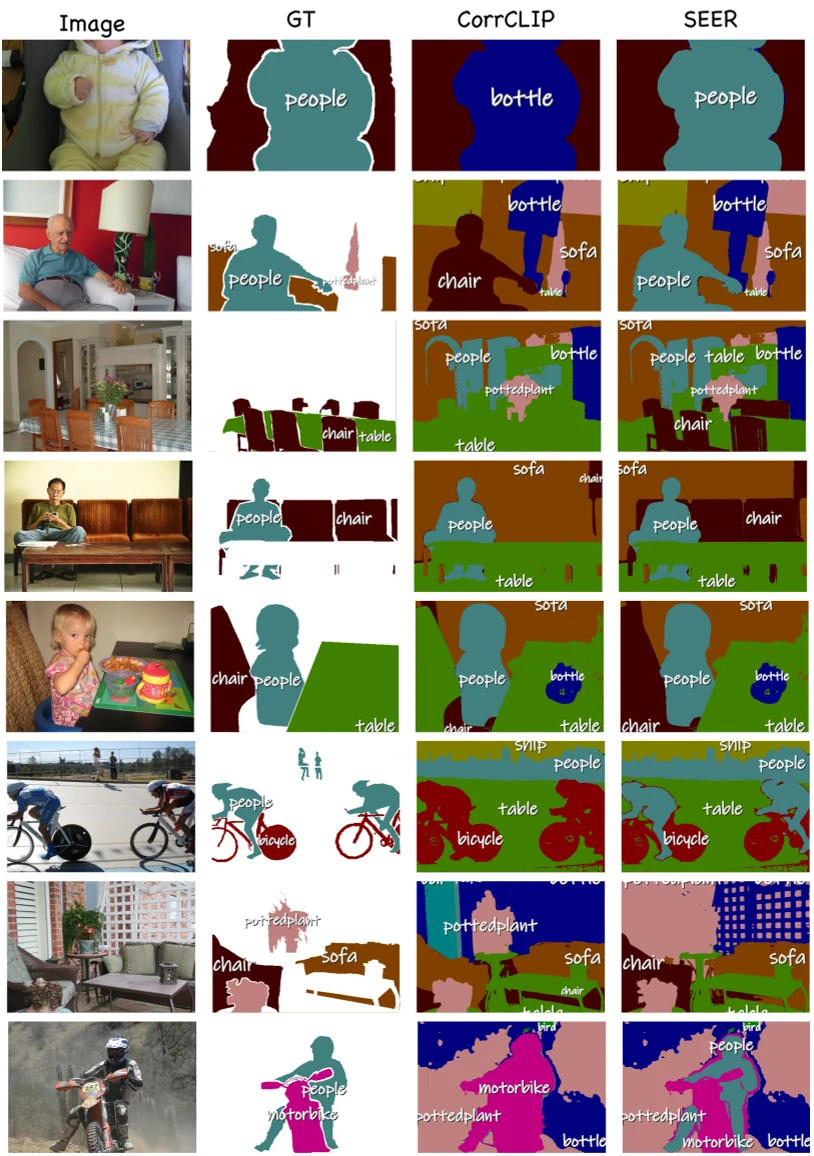 Image GT CorrCLIP SEER
people bottle people
bottle bottle
sofa sofa sofa
people pottedplant chair table people table
sofa sofa
people bottle people table bottle
pottedplant pottedplant
chair table table chair
sofa chair sofa
people chair people people chair
table table
sofa sofa
chair people people bottle people bottle
table chair table chair table
ship ship
people people people
table table
bicycle bicycle bicycle
pottedplant
pottedplant pottedplant
chair sofa sofa chair sofa
chair
bird bird
people people
motorbike motorbike
pottedplant pottedplant
bottle motorbike